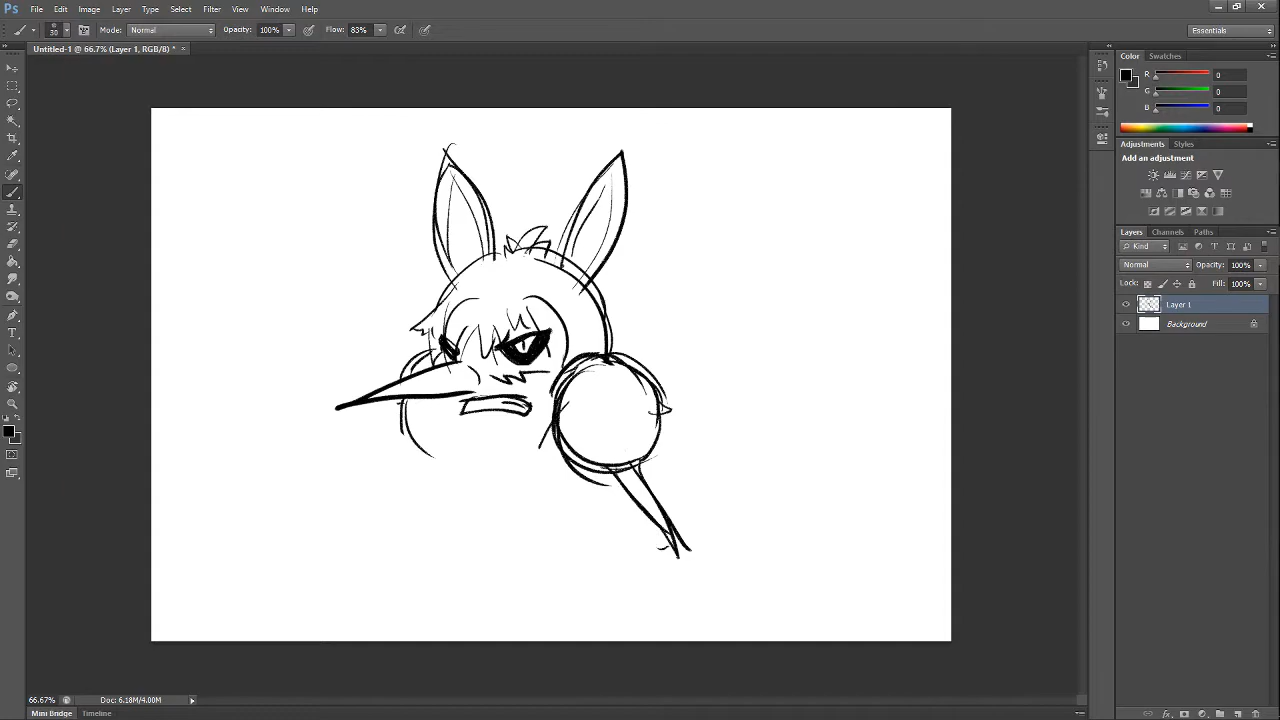 Ps File Edit Image Layer Type Select Filter View Window Help
30 Mode: Normal Opacity: 100% Flow: 83% Essentials
Untitled-1 @ 66.7% (Layer 1, RGB/8) * ×
Color Swatches
R 0
G 0
B 0
Adjustments Styles
Add an adjustment
Layers Channels Paths
Kind
Normal Opacity: 100%
Lock: Fill: 100%
Layer 1
Background
66.67% Doc: 6.18M/4.00M
Mini Bridge Timeline